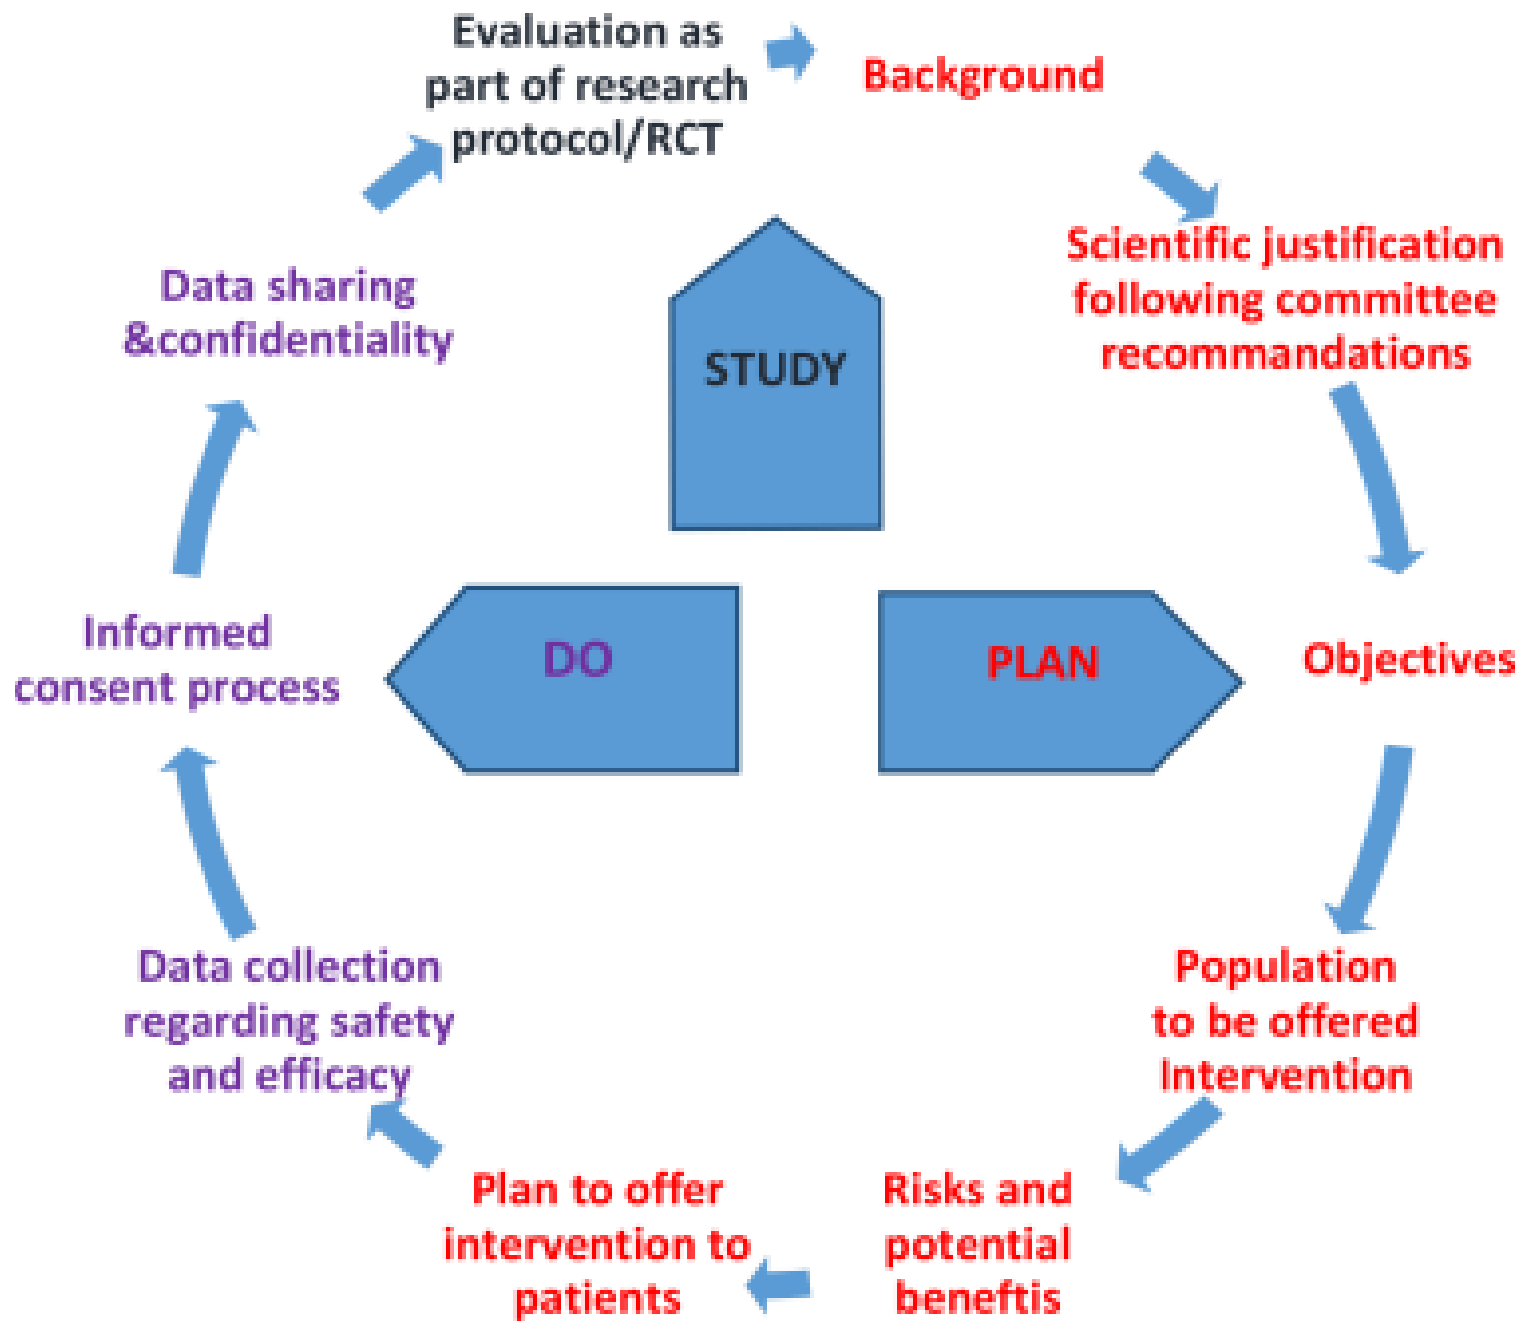 Evaluation as
part of research
protocol/RCT
Background
Scientific justification
following committee
recommandations
Objectives
Population
to be offered
Intervention
Risks and
potential
beneftis
Plan to offer
intervention to
patients
Data collection
regarding safety
and efficacy
Informed
consent process
Data sharing
&confidentiality
STUDY
DO
PLAN